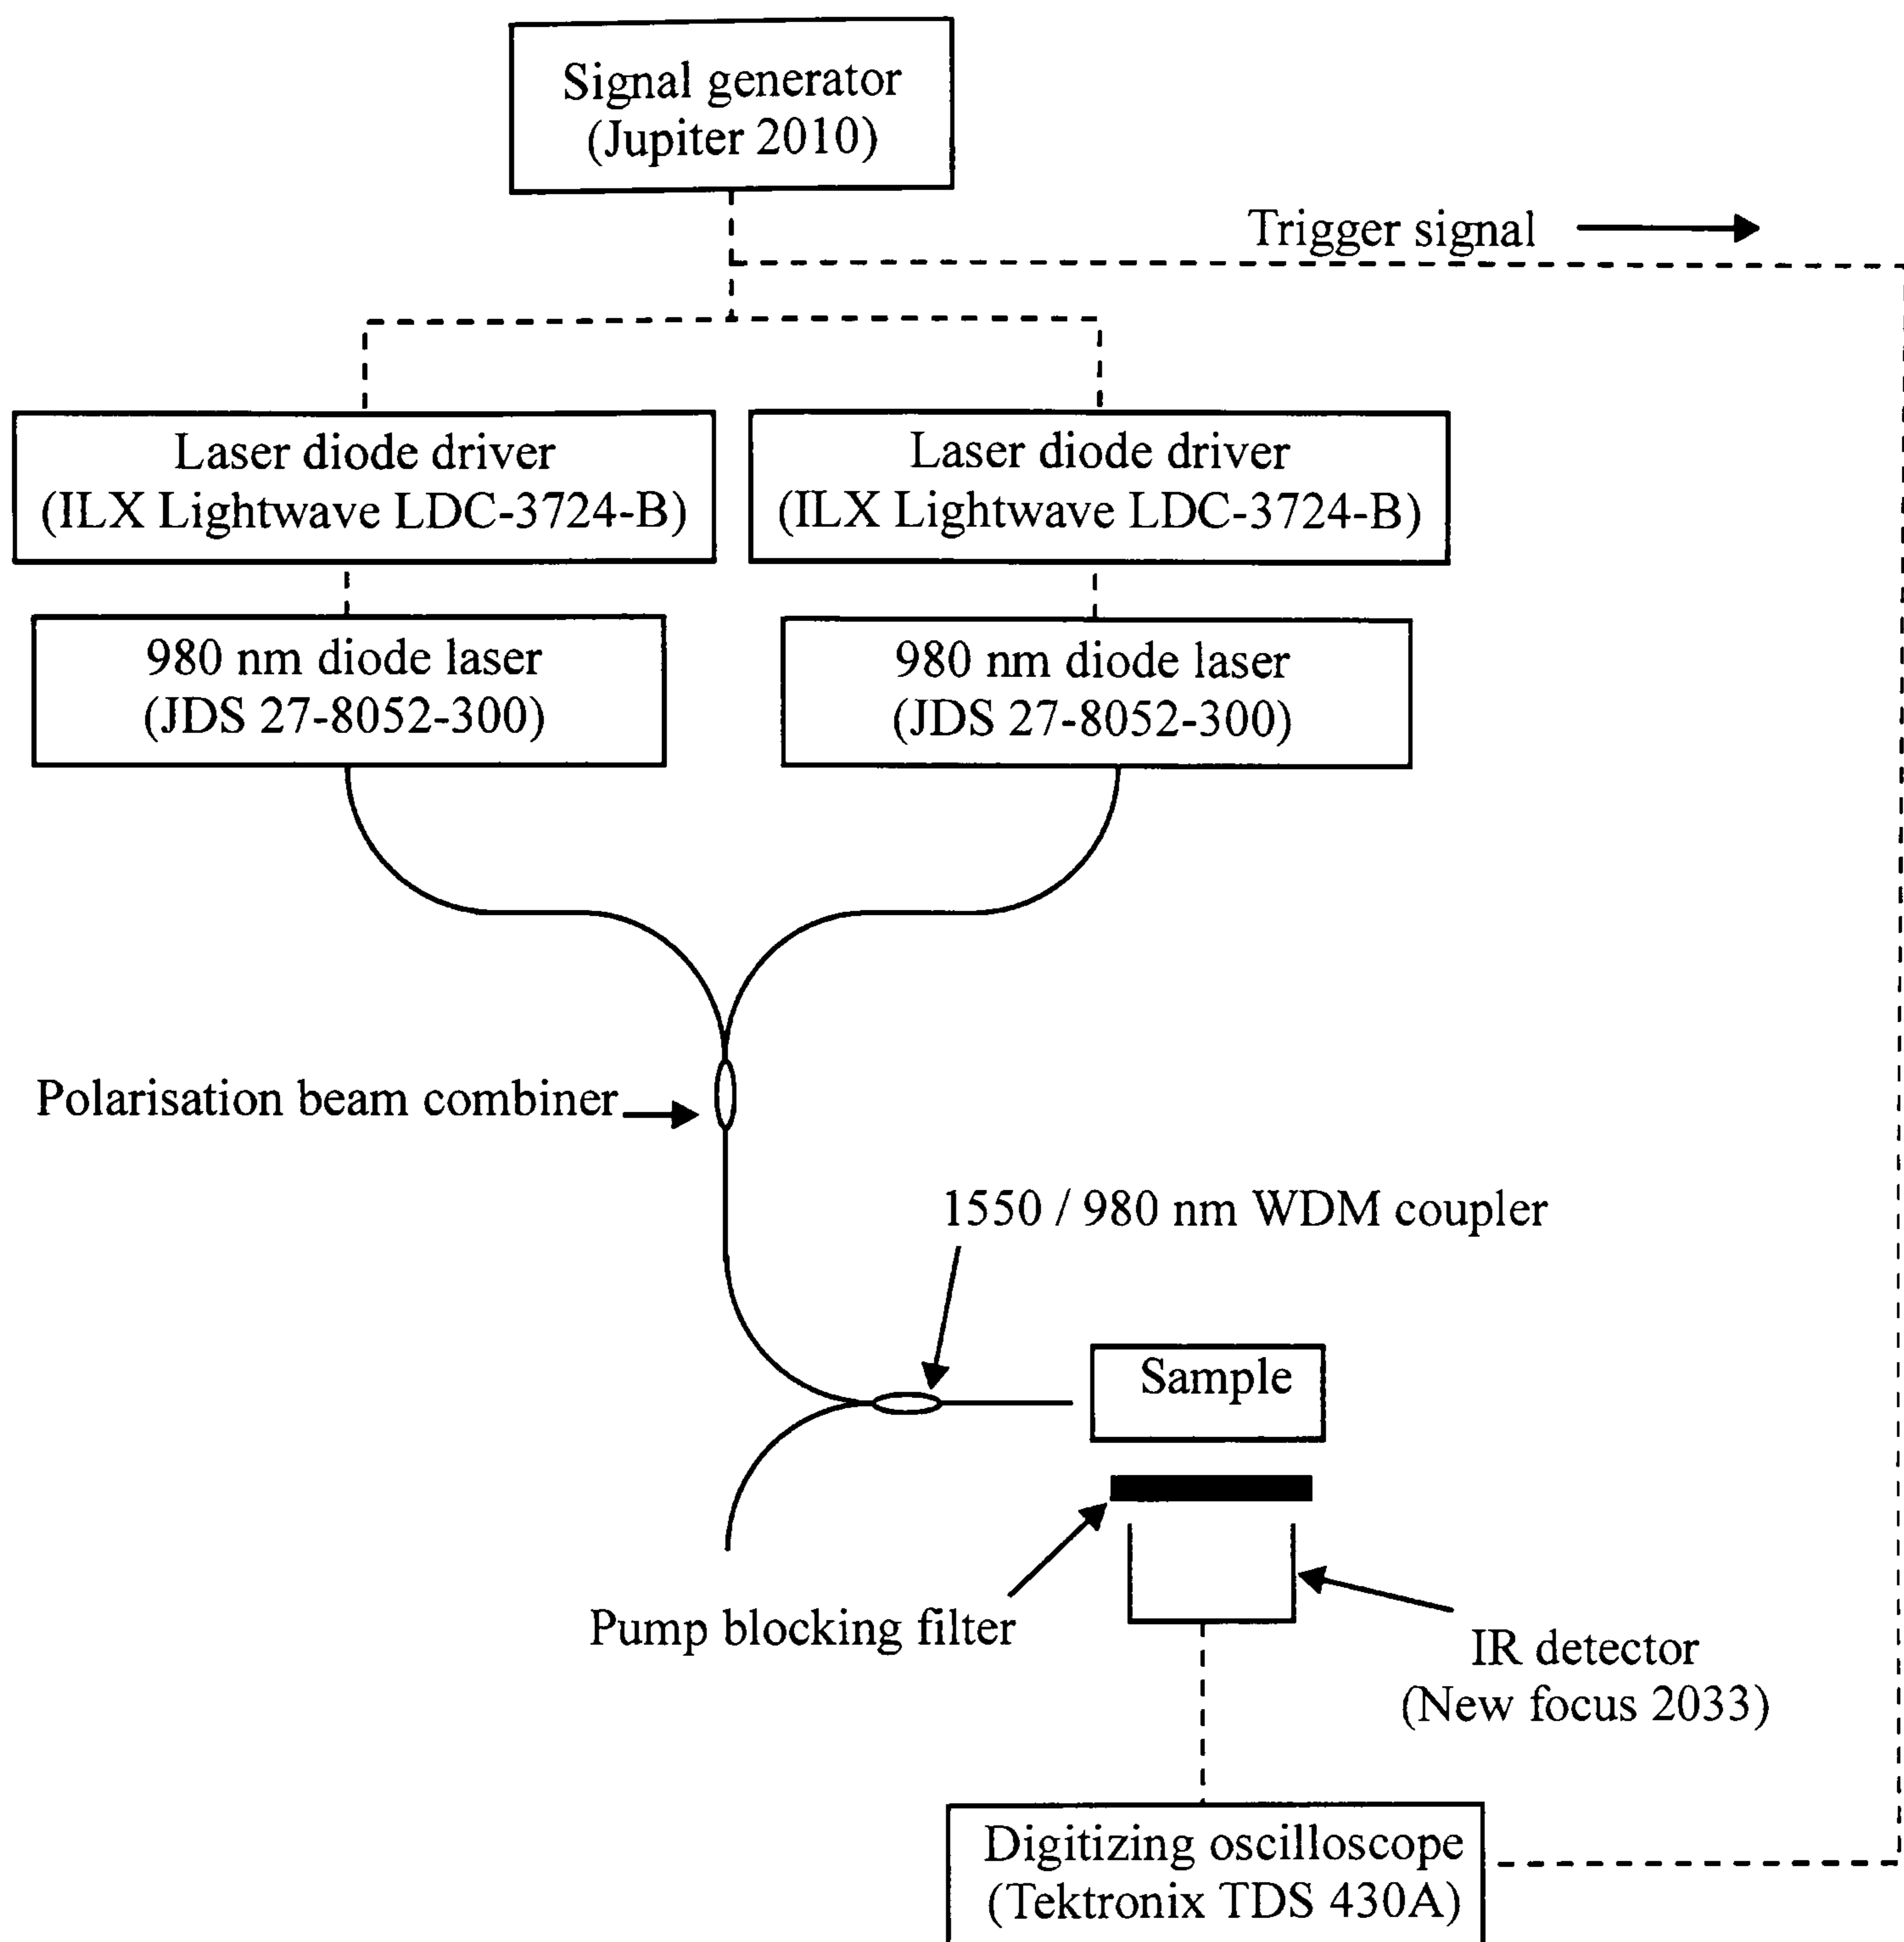 Signal generator
(Jupiter 2010)
Trigger signal
Laser diode driver
(ILX Lightwave LDC-3724-B)
Laser diode driver
(ILX Lightwave LDC-3724-B)
980 nm diode laser
(JDS 27-8052-300)
980 nm diode laser
(JDS 27-8052-300)
Polarisation beam combiner
1550 / 980 nm WDM coupler
Sample
Pump blocking filter
IR detector
(New focus 2033)
Digitizing oscilloscope
(Tektronix TDS 430A)